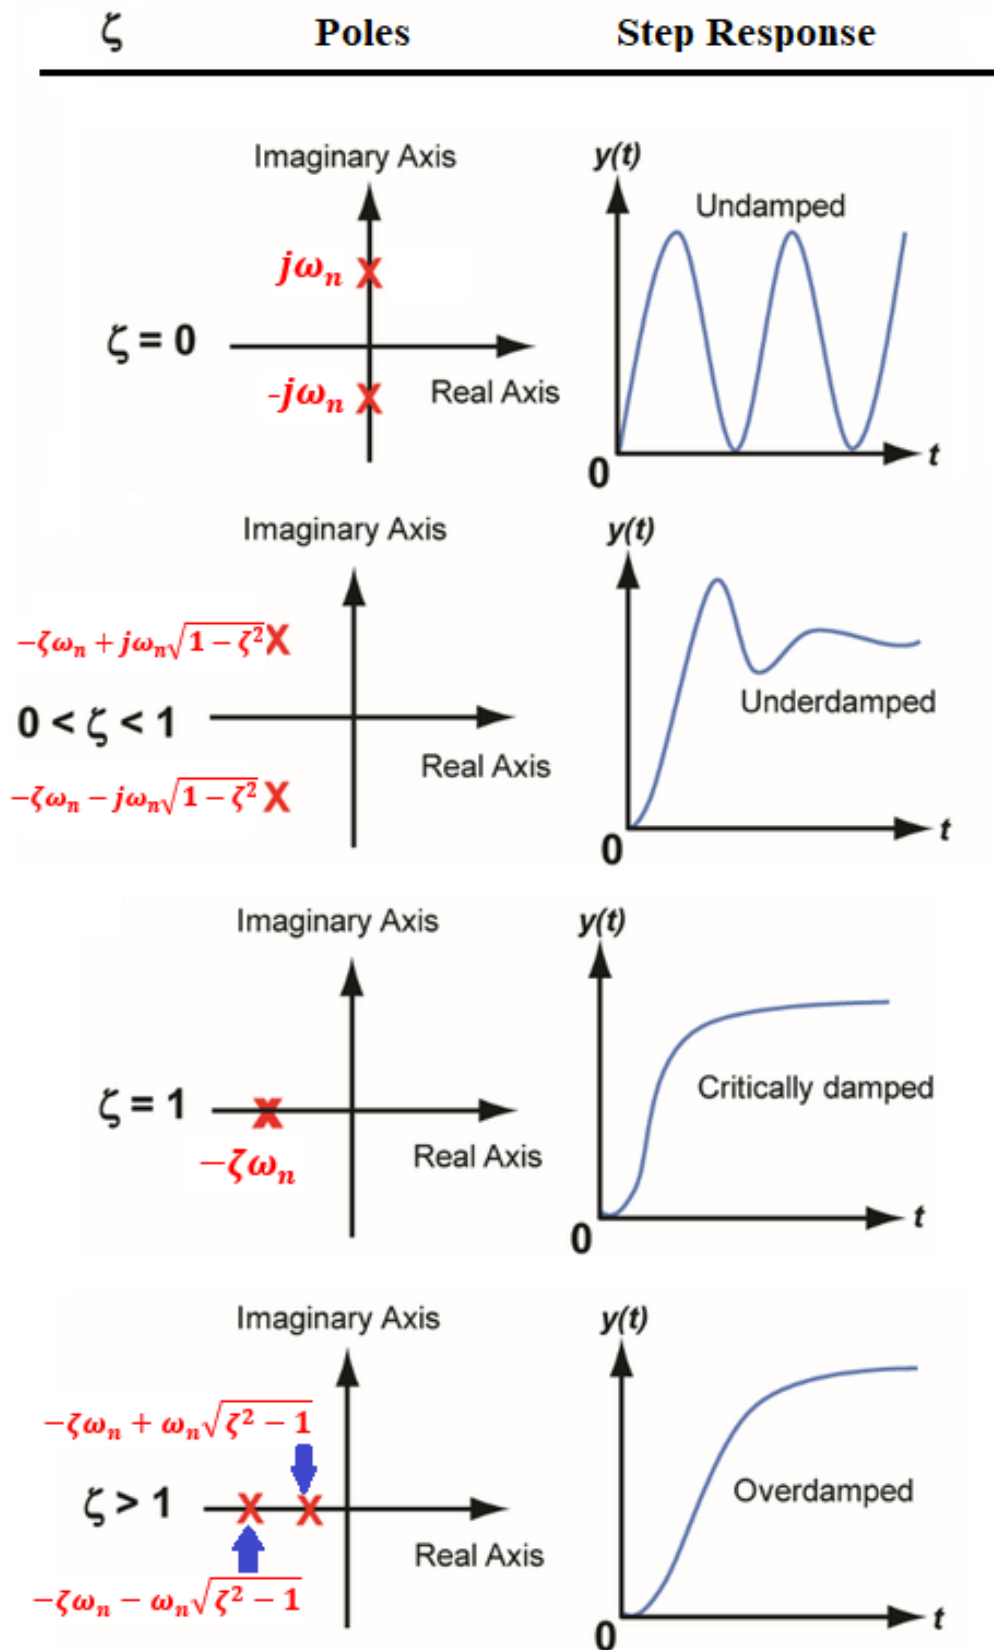 ζ Poles Step Response
Imaginary Axis
y(t)
Undamped
jωₙ
ζ = 0
-jωₙ
Real Axis
0
t
Imaginary Axis
y(t)
−ζωₙ + jωₙ√(1 − ζ²)
0 < ζ < 1
Underdamped
Real Axis
−ζωₙ − jωₙ√(1 − ζ²)
0
t
Imaginary Axis
y(t)
Critically damped
ζ = 1
Real Axis
−ζωₙ
0
t
Imaginary Axis
y(t)
−ζωₙ + ωₙ√(ζ² − 1)
ζ > 1
Overdamped
Real Axis
−ζωₙ − ωₙ√(ζ² − 1)
0
t